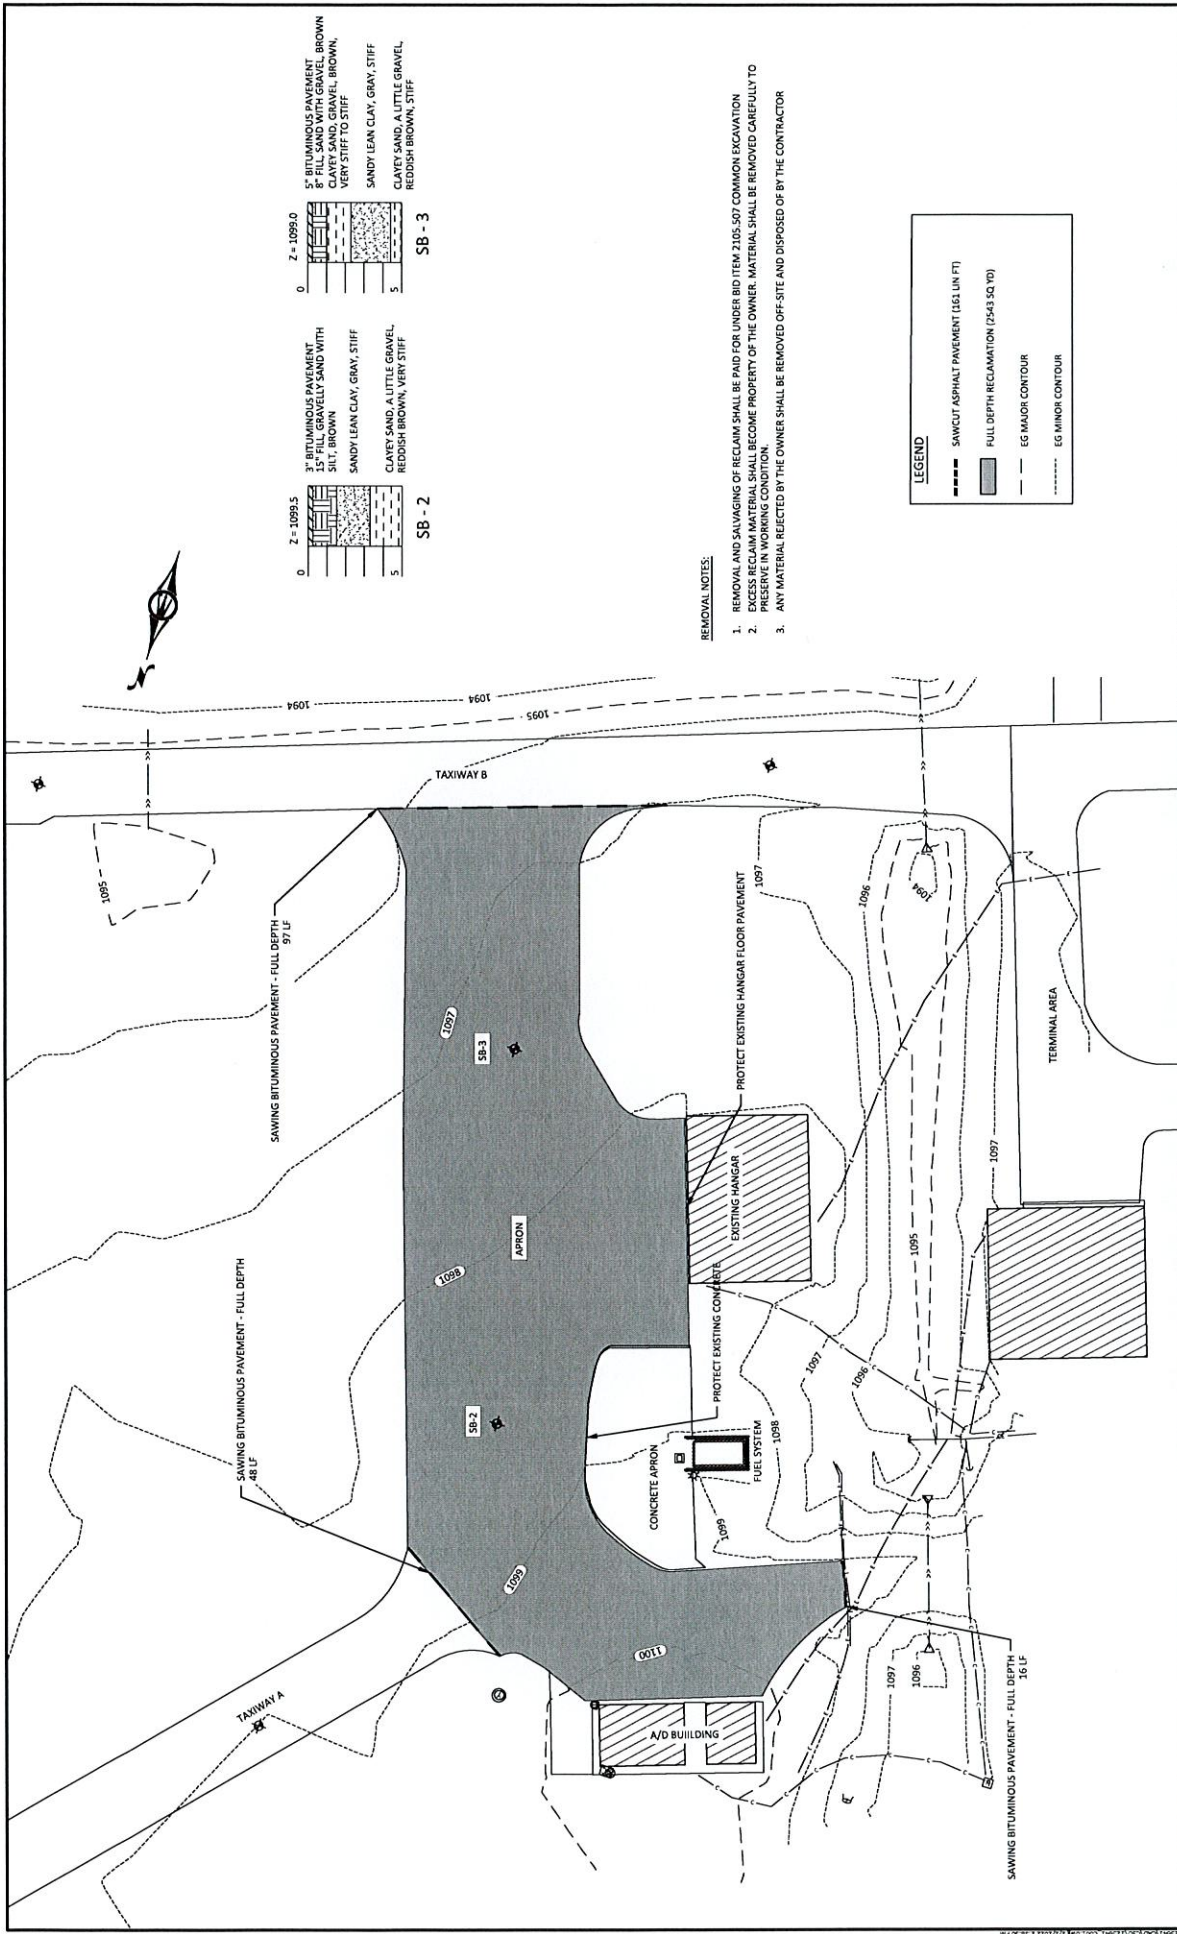 Z = 1099.5
0
5
3" BITUMINOUS PAVEMENT
15" FILL, GRAVELLY SAND WITH
SILT, BROWN
SANDY LEAN CLAY, GRAY, STIFF
CLAYEY SAND, A LITTLE GRAVEL,
REDDISH BROWN, VERY STIFF
SB - 2
Z = 1099.0
0
5
5" BITUMINOUS PAVEMENT
8" FILL, SAND WITH GRAVEL, BROWN
CLAYEY SAND, GRAVEL, BROWN,
VERY STIFF TO STIFF
SANDY LEAN CLAY, GRAY, STIFF
CLAYEY SAND, A LITTLE GRAVEL,
REDDISH BROWN, STIFF
SB - 3
N
REMOVAL NOTES:
1. REMOVAL AND SALVAGING OF RECLAIM SHALL BE PAID FOR UNDER BID ITEM 2105.507 COMMON EXCAVATION
2. EXCESS RECLAIM MATERIAL SHALL BECOME PROPERTY OF THE OWNER. MATERIAL SHALL BE REMOVED CAREFULLY TO
PRESERVE IN WORKING CONDITION.
3. ANY MATERIAL REJECTED BY THE OWNER SHALL BE REMOVED OFF-SITE AND DISPOSED OF BY THE CONTRACTOR
LEGEND
SAWCUT ASPHALT PAVEMENT (161 LIN FT)
FULL DEPTH RECLAMATION (2543 SQ YD)
EG MAJOR CONTOUR
EG MINOR CONTOUR
TAXIWAY A
SAWING BITUMINOUS PAVEMENT - FULL DEPTH
48 LF
SAWING BITUMINOUS PAVEMENT - FULL DEPTH
97 LF
1095
1094
1094
1095
TAXIWAY B
1099
SB-2
1098
APRON
SB-3
1097
1100
A/D BUIILDING
CONCRETE APRON
PROTECT EXISTING CONCRETE
FUEL SYSTEM
EXISTING HANGAR
PROTECT EXISTING HANGAR FLOOR PAVEMENT
1099
1098
1097
1096
1097
1096
1094
1095
1097
1097
1096
TERMINAL AREA
SAWING BITUMINOUS PAVEMENT - FULL DEPTH
16 LF